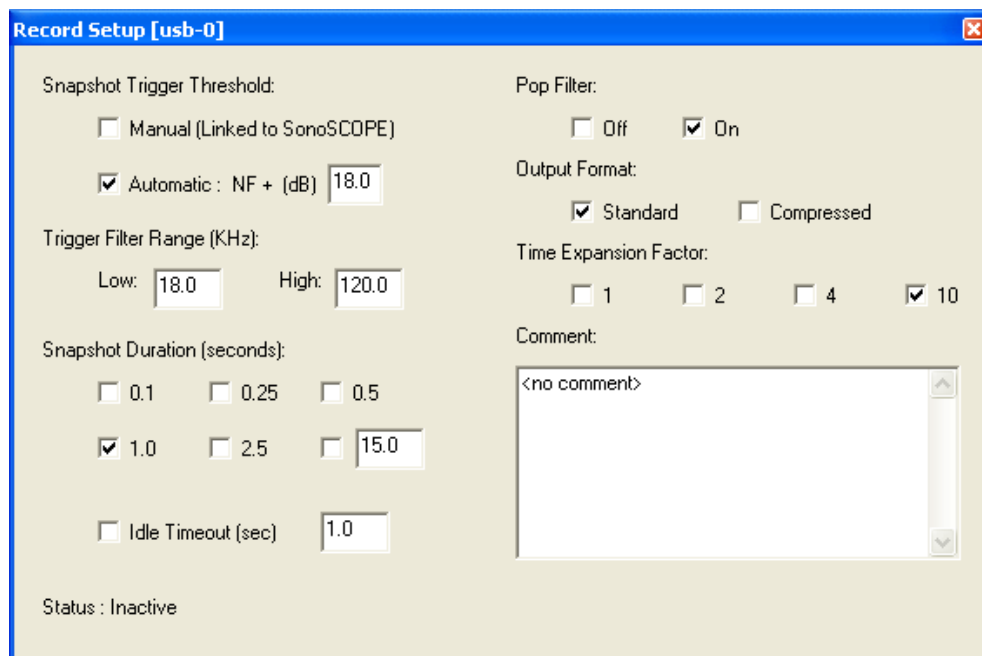 Record Setup [usb-0]
Snapshot Trigger Threshold:
Manual (Linked to SonoSCOPE)
Automatic : NF + (dB) 18.0
Trigger Filter Range (KHz):
Low: 18.0 High: 120.0
Snapshot Duration (seconds):
0.1 0.25 0.5
1.0 2.5 15.0
Idle Timeout (sec) 1.0
Status : Inactive
Pop Filter:
Off On
Output Format:
Standard Compressed
Time Expansion Factor:
1 2 4 10
Comment:
<no comment>